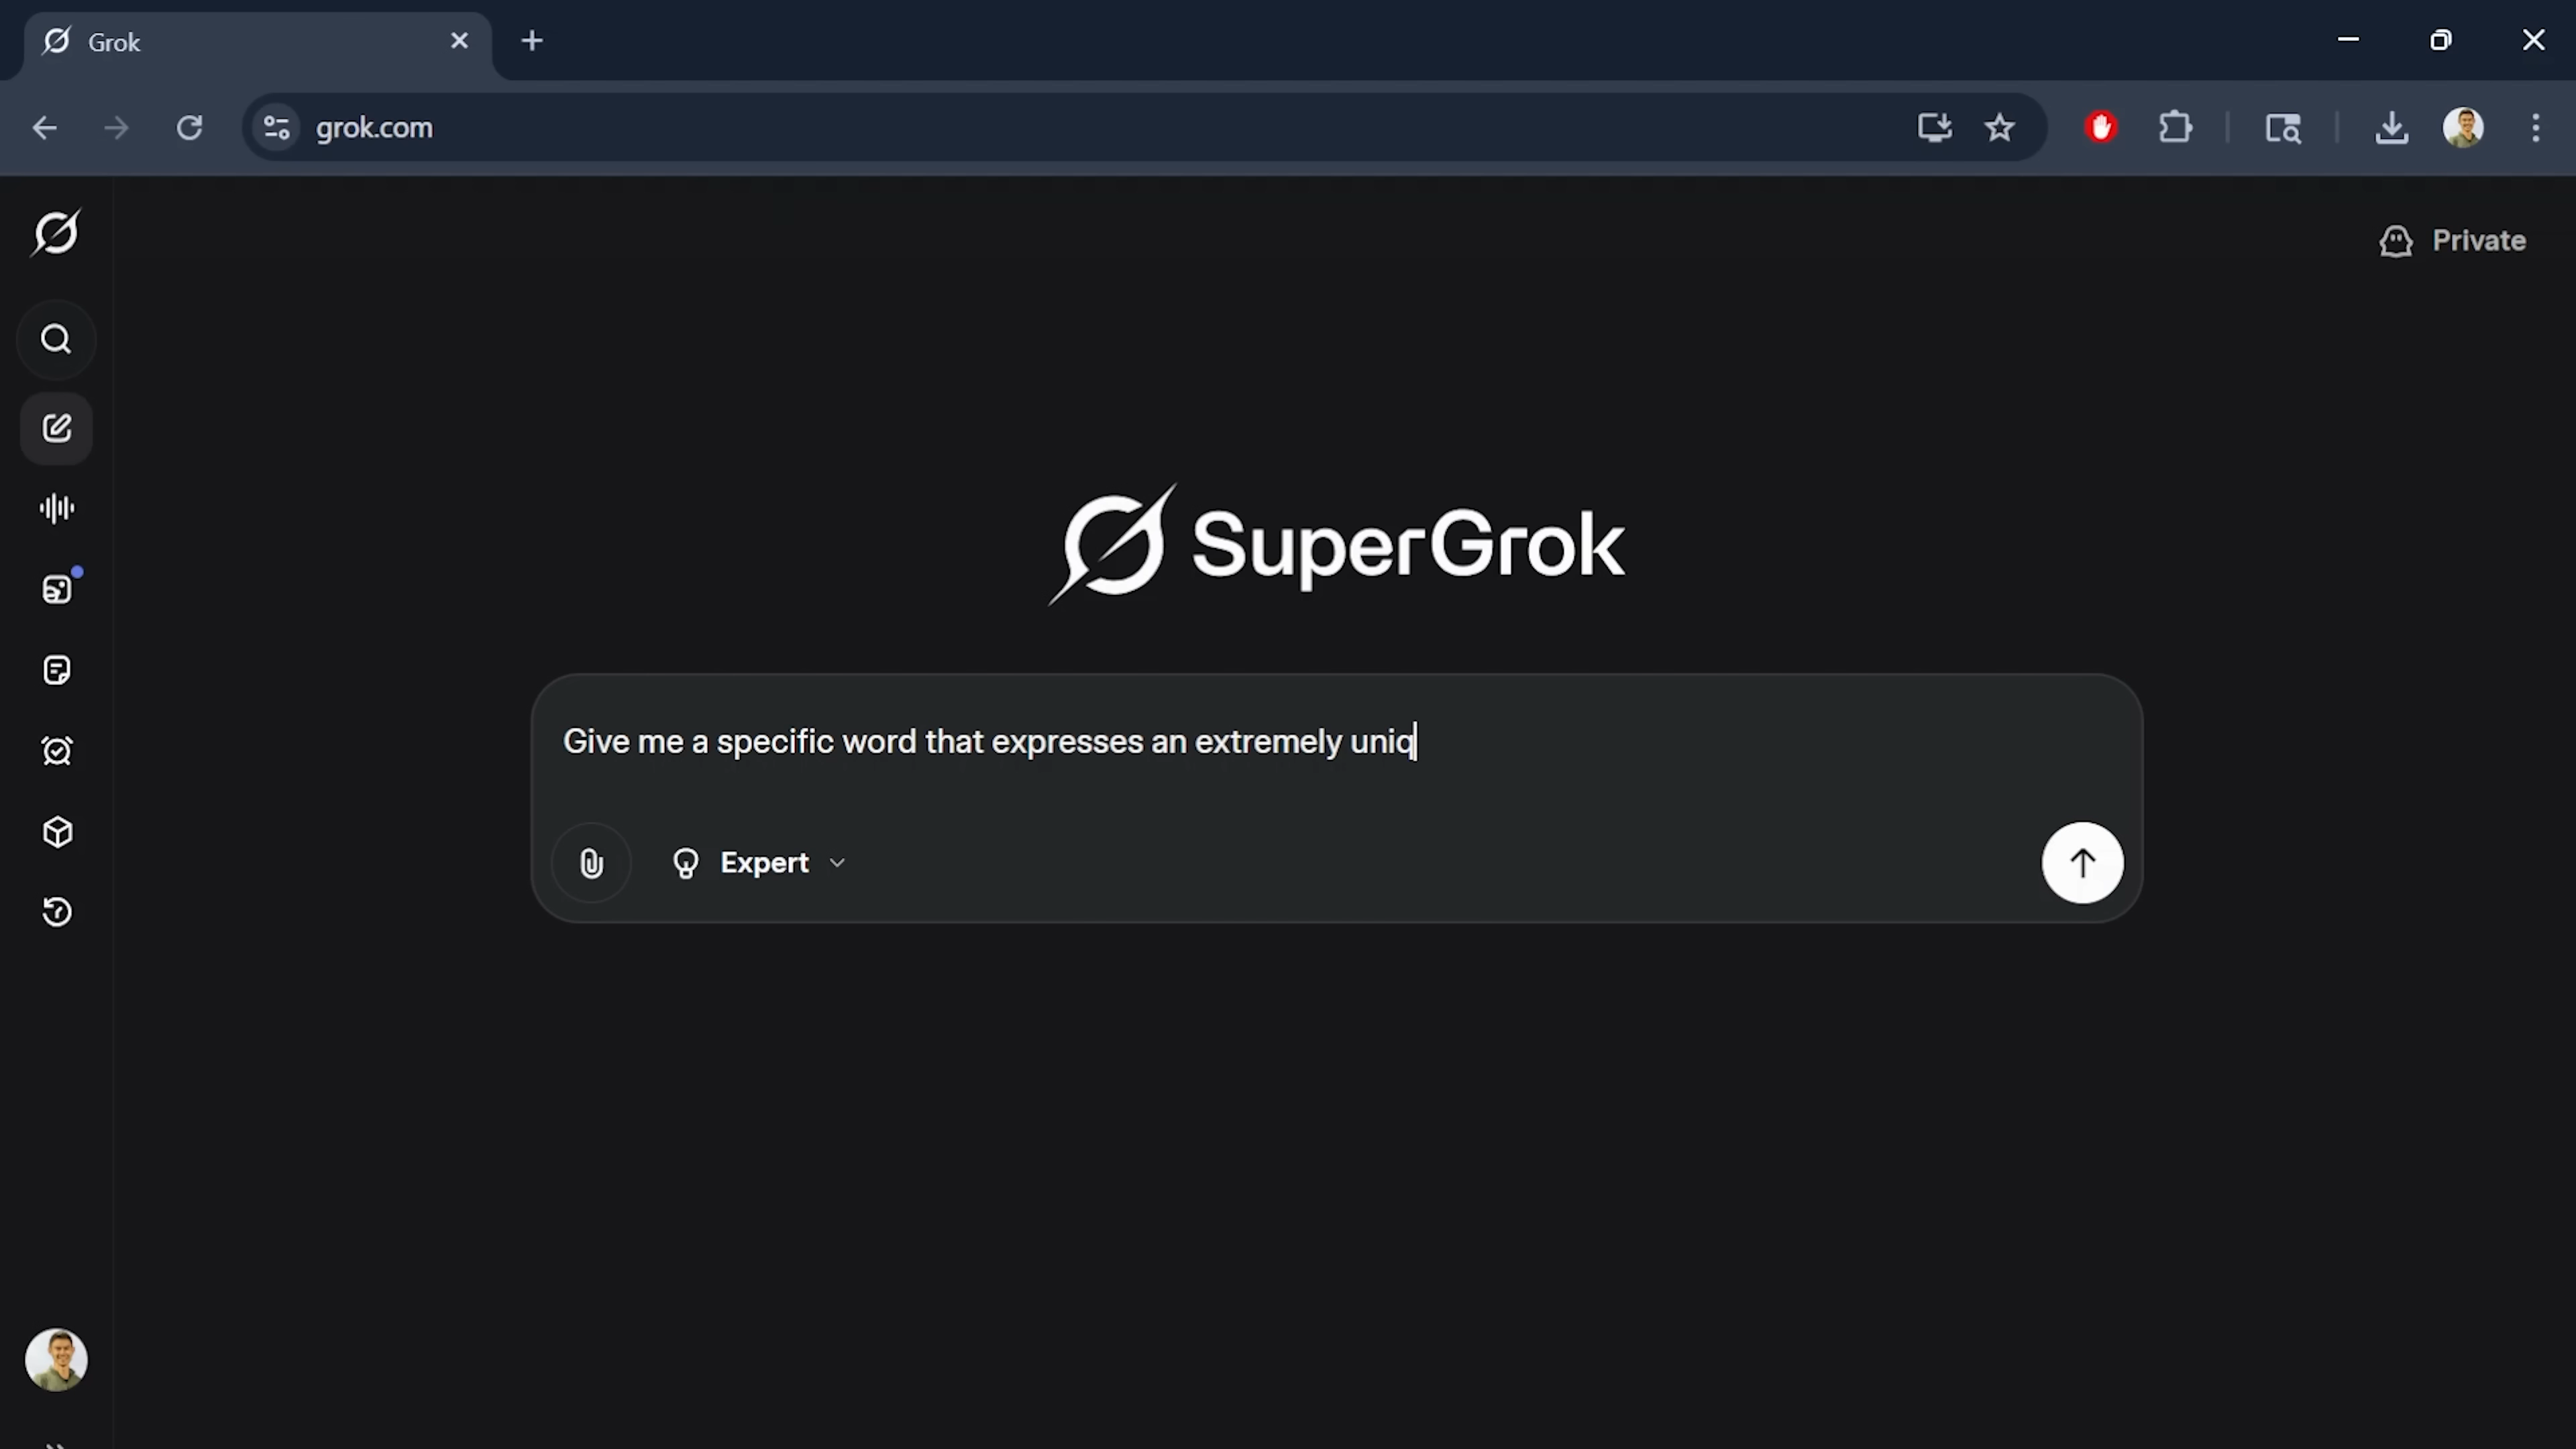 Grok
grok.com
Private
SuperGrok
Give me a specific word that expresses an extremely uniq
Expert